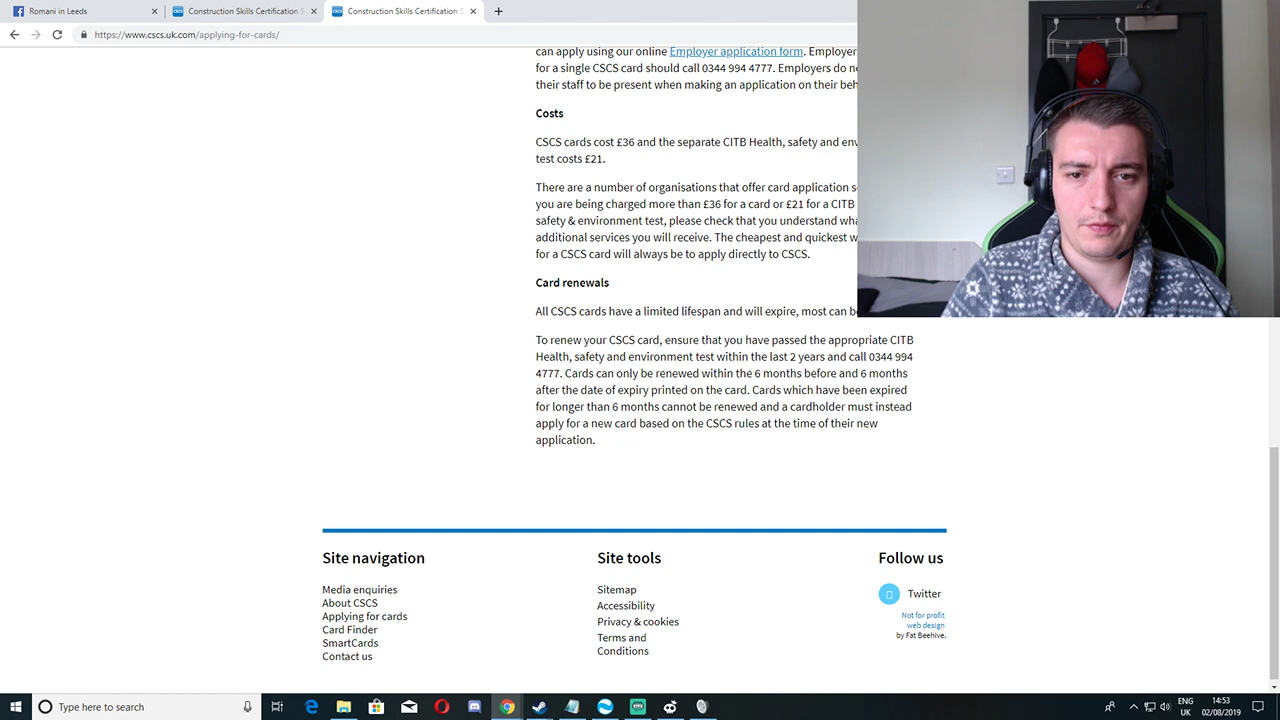 Romani in Leeds
Construction Skills Certification S
Construction Skills Certification S
https://www.cscs.uk.com/applying-for-cards/
can apply using our online Employer application form. Employer
for a single CSCS card should call 0344 994 4777. Employers do no
their staff to be present when making an application on their beh
Costs
CSCS cards cost £36 and the separate CITB Health, safety and env
test costs £21.
There are a number of organisations that offer card application s
you are being charged more than £36 for a card or £21 for a CITB
safety & environment test, please check that you understand wha
additional services you will receive. The cheapest and quickest w
for a CSCS card will always be to apply directly to CSCS.
Card renewals
All CSCS cards have a limited lifespan and will expire, most can be
To renew your CSCS card, ensure that you have passed the appropriate CITB
Health, safety and environment test within the last 2 years and call 0344 994
4777. Cards can only be renewed within the 6 months before and 6 months
after the date of expiry printed on the card. Cards which have been expired
for longer than 6 months cannot be renewed and a cardholder must instead
apply for a new card based on the CSCS rules at the time of their new
application.
Site navigation
Media enquiries
About CSCS
Applying for cards
Card Finder
SmartCards
Contact us
Site tools
Sitemap
Accessibility
Privacy & cookies
Terms and
Conditions
Follow us
Twitter
Not for profit
web design
by Fat Beehive.
Type here to search
ENG
UK
14:53
02/08/2019